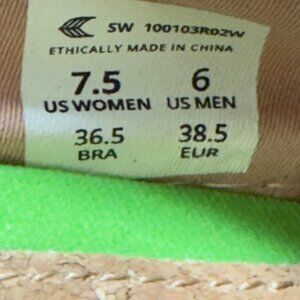 SW 100103R02W
ETHICALLY MADE IN CHINA
7.5 6
US WOMEN US MEN
36.5 38.5
BRA EUR